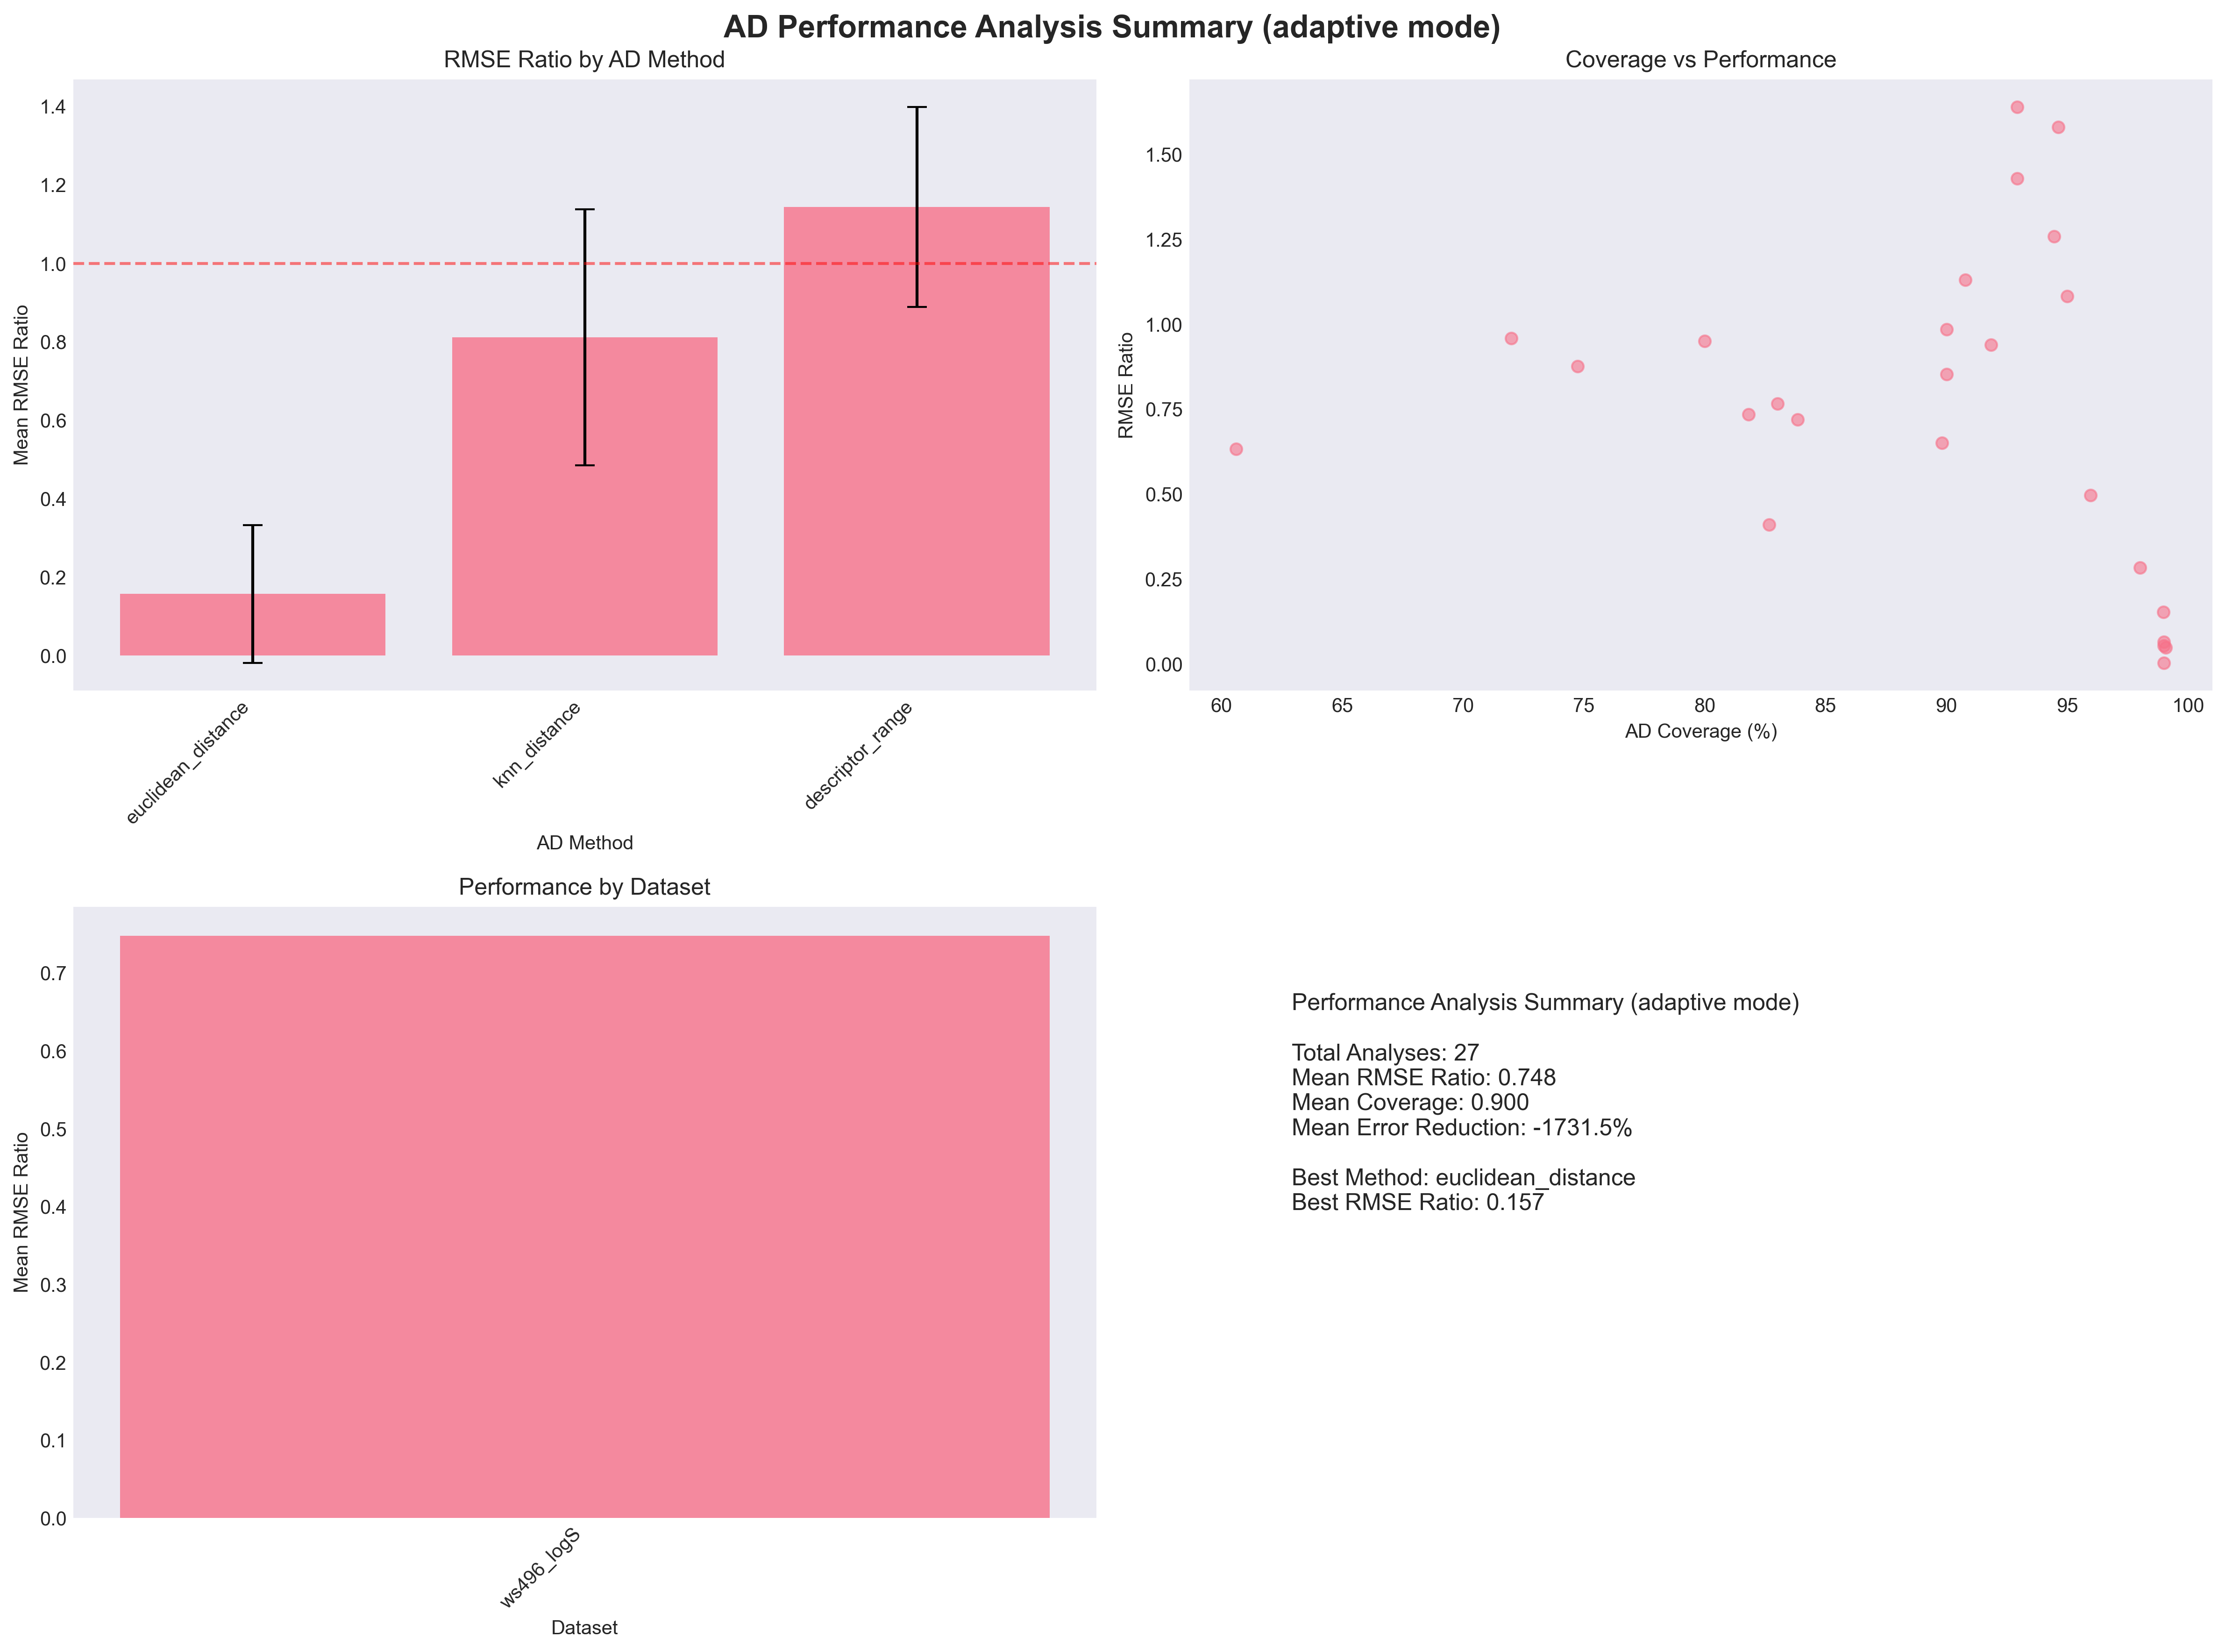 AD Performance Analysis Summary (adaptive mode)
RMSE Ratio by AD Method
Mean RMSE Ratio
1.4
1.2
1.0
0.8
0.6
0.4
0.2
0.0
euclidean_distance
knn_distance
descriptor_range
AD Method
Coverage vs Performance
RMSE Ratio
1.50
1.25
1.00
0.75
0.50
0.25
0.00
60 65 70 75 80 85 90 95 100
AD Coverage (%)
Performance by Dataset
Mean RMSE Ratio
0.7
0.6
0.5
0.4
0.3
0.2
0.1
0.0
ws496_logS
Dataset
Performance Analysis Summary (adaptive mode)
Total Analyses: 27
Mean RMSE Ratio: 0.748
Mean Coverage: 0.900
Mean Error Reduction: -1731.5%
Best Method: euclidean_distance
Best RMSE Ratio: 0.157